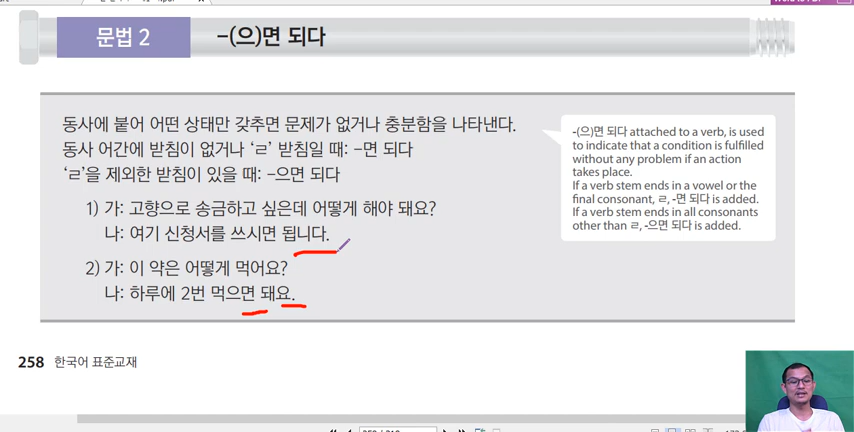 문법 2
-(으)면 되다
동사에 붙어 어떤 상태만 갖추면 문제가 없거나 충분함을 나타낸다.
동사 어간에 받침이 없거나 ‘ㄹ’ 받침일 때: -면 되다
‘ㄹ’을 제외한 받침이 있을 때: -으면 되다
1) 가: 고향으로 송금하고 싶은데 어떻게 해야 돼요?
나: 여기 신청서를 쓰시면 됩니다.
2) 가: 이 약은 어떻게 먹어요?
나: 하루에 2번 먹으면 돼요.
-(으)면 되다 attached to a verb, is used
to indicate that a condition is fulfilled
without any problem if an action
takes place.
If a verb stem ends in a vowel or the
final consonant, ㄹ, -면 되다 is added.
If a verb stem ends in all consonants
other than ㄹ, -으면 되다 is added.
258 한국어 표준교재